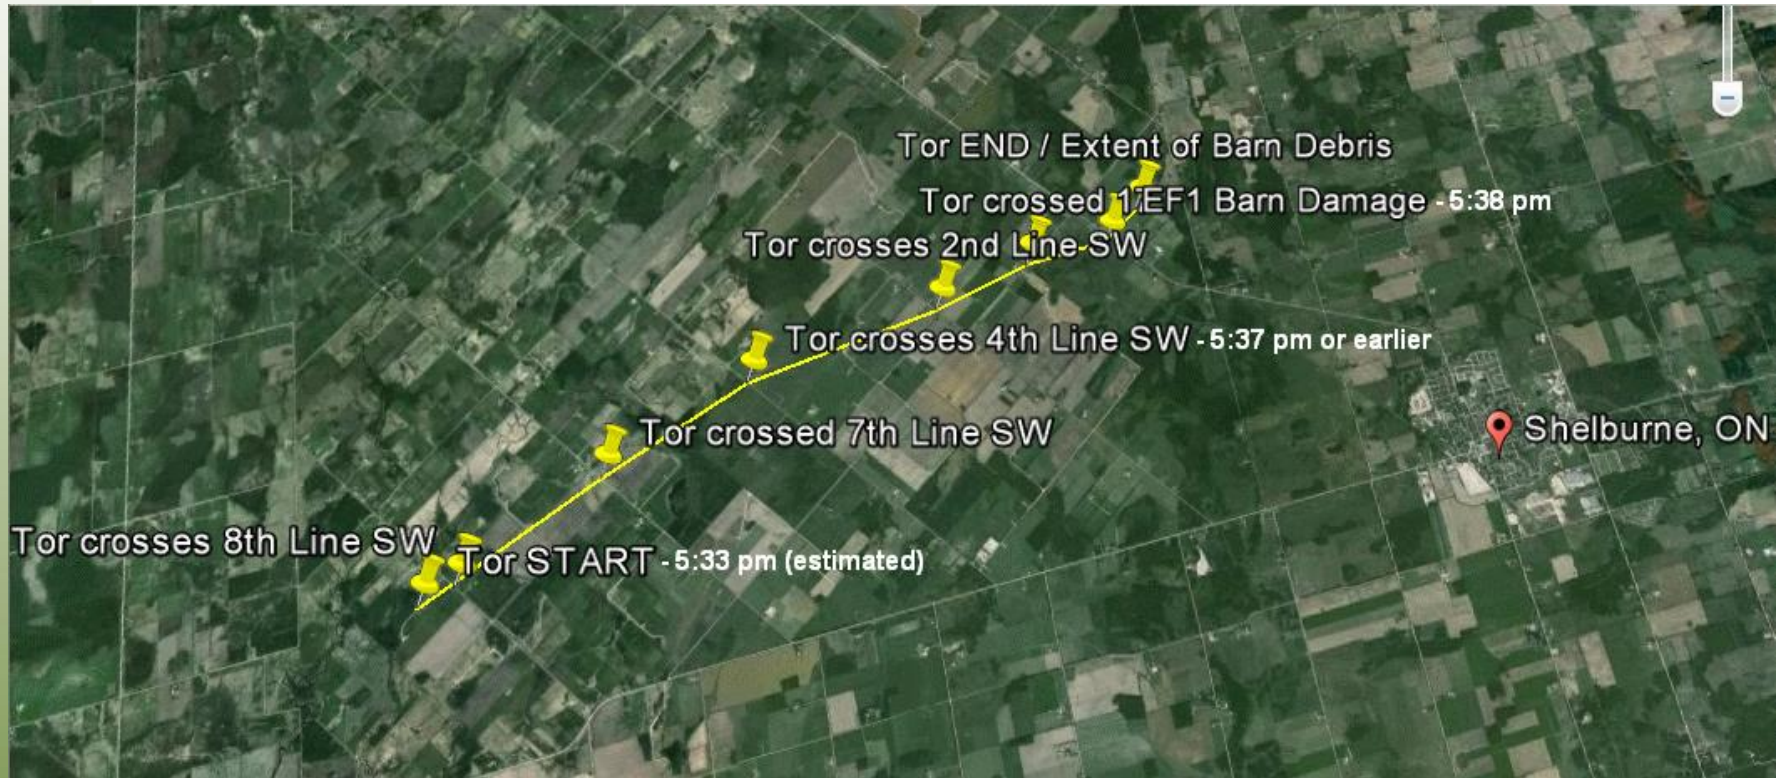 Tor END / Extent of Barn Debris
Tor crossed 17
EF1 Barn Damage - 5:38 pm
Tor crosses 2nd Line SW
Tor crosses 4th Line SW - 5:37 pm or earlier
Tor crossed 7th Line SW
Shelburne, ON
Tor crosses 8th Line SW
Tor START - 5:33 pm (estimated)